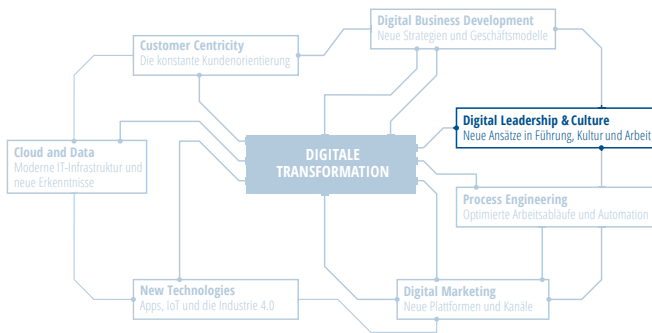 Digital Business Development
Neue Strategien und Geschäftsmodelle
Customer Centricity
Die konstante Kundenorientierung
Digital Leadership & Culture
Neue Ansätze in Führung, Kultur und Arbeit
Cloud and Data
Moderne IT-Infrastruktur und
neue Erkenntnisse
DIGITALE
TRANSFORMATION
Process Engineering
Optimierte Arbeitsabläufe und Automation
New Technologies
Apps, IoT und die Industrie 4.0
Digital Marketing
Neue Plattformen und Kanäle